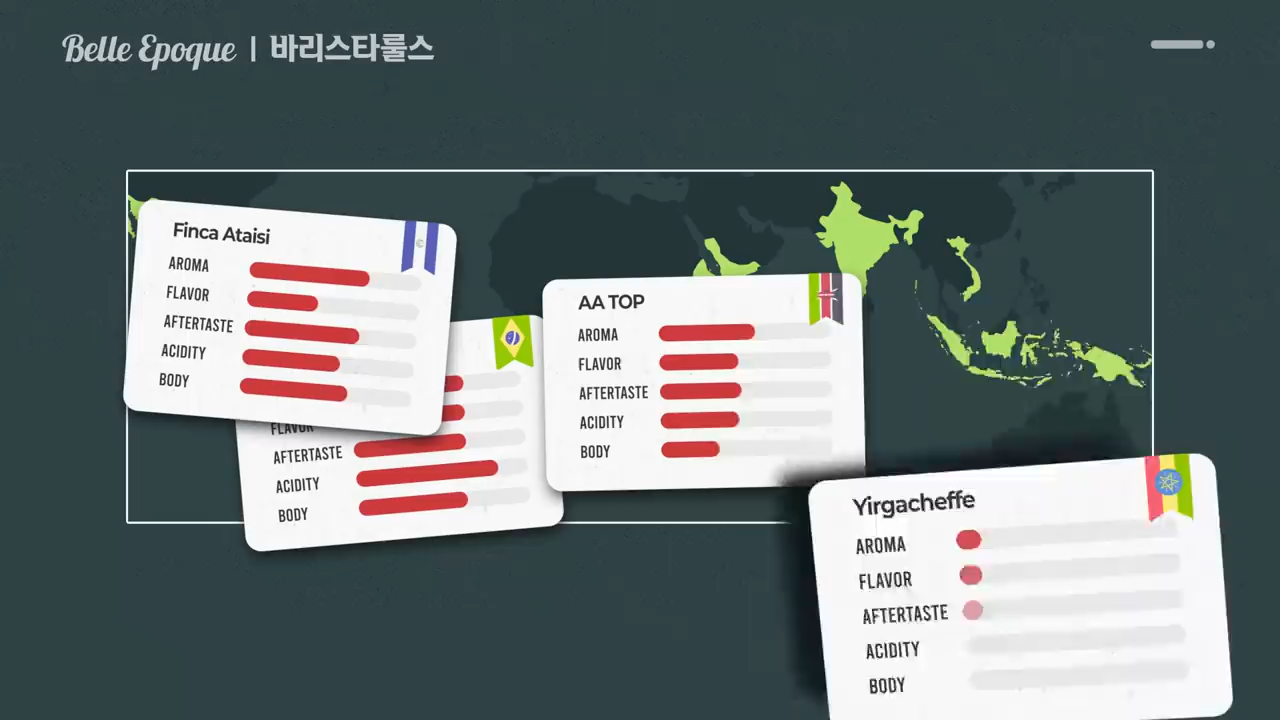 Belle Epoque | 바리스타룰스
Finca Ataisi
AROMA
FLAVOR
AFTERTASTE
ACIDITY
BODY
FLAVOR
AFTERTASTE
ACIDITY
BODY
AA TOP
AROMA
FLAVOR
AFTERTASTE
ACIDITY
BODY
Yirgacheffe
AROMA
FLAVOR
AFTERTASTE
ACIDITY
BODY